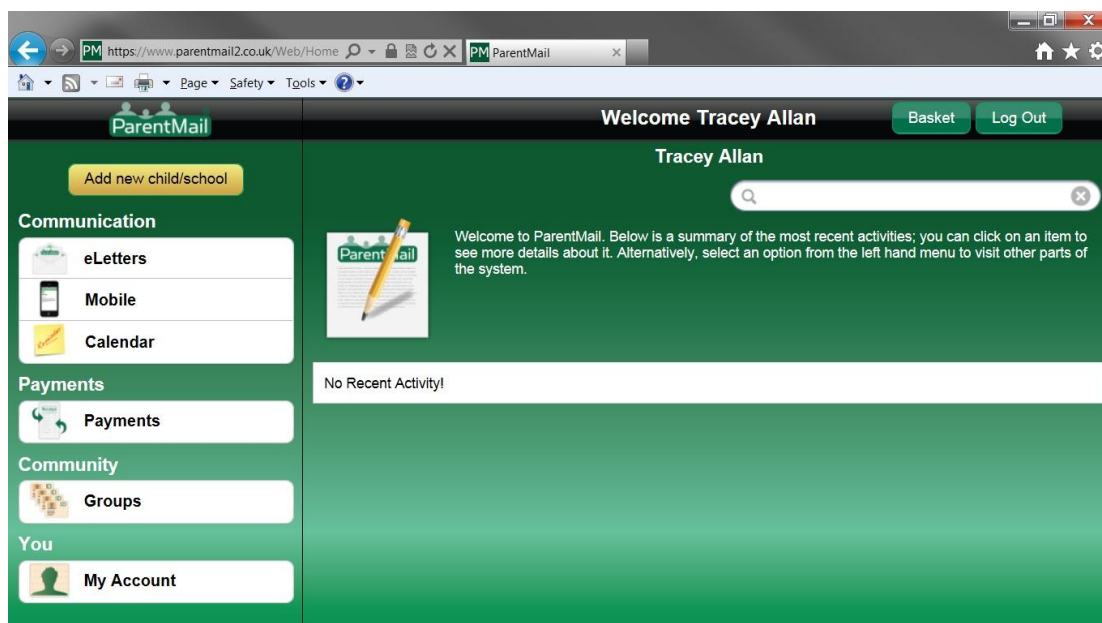 PM https://www.parentmail2.co.uk/Web/Home
PM ParentMail
Page Safety Tools
ParentMail
Welcome Tracey Allan
Basket
Log Out
Add new child/school
Tracey Allan
Communication
eLetters
Mobile
Calendar
Payments
Payments
Community
Groups
You
My Account
ParentMail
Welcome to ParentMail. Below is a summary of the most recent activities; you can click on an item to
see more details about it. Alternatively, select an option from the left hand menu to visit other parts of
the system.
No Recent Activity!